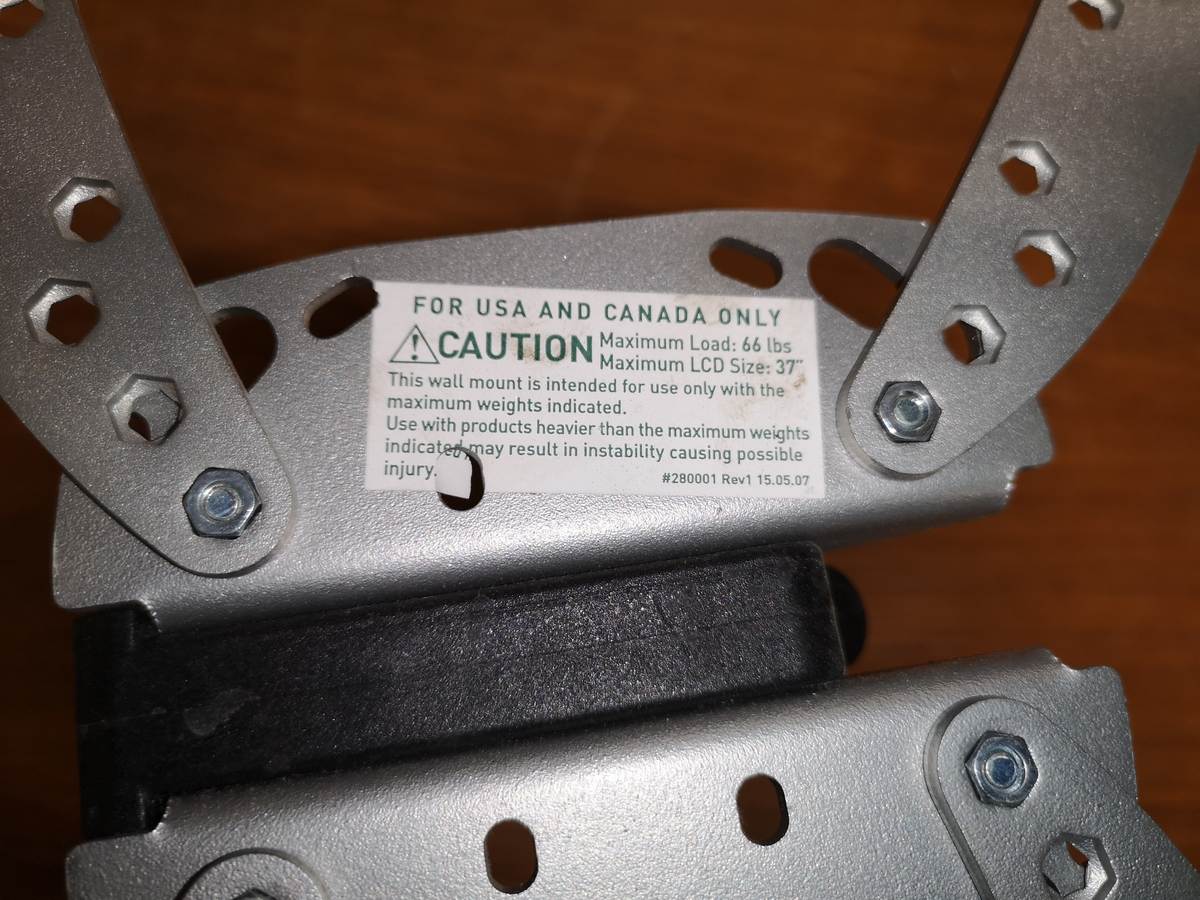 FOR USA AND CANADA ONLY
CAUTION
Maximum Load: 66 lbs
Maximum LCD Size: 37"
This wall mount is intended for use only with the
maximum weights indicated.
Use with products heavier than the maximum weights
indicated may result in instability causing possible
injury.
#280001 Rev1 15.05.07